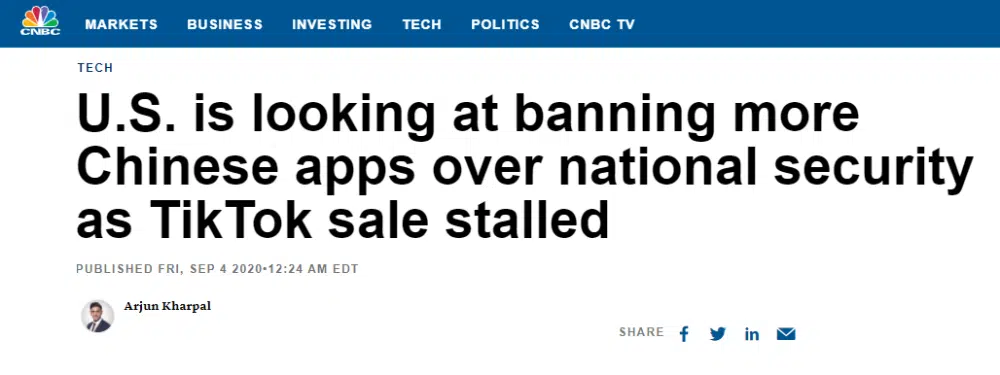 CNBC MARKETS BUSINESS INVESTING TECH POLITICS CNBC TV
TECH
U.S. is looking at banning more
Chinese apps over national security
as TikTok sale stalled
PUBLISHED FRI, SEP 4 2020•12:24 AM EDT
Arjun Kharpal
SHARE